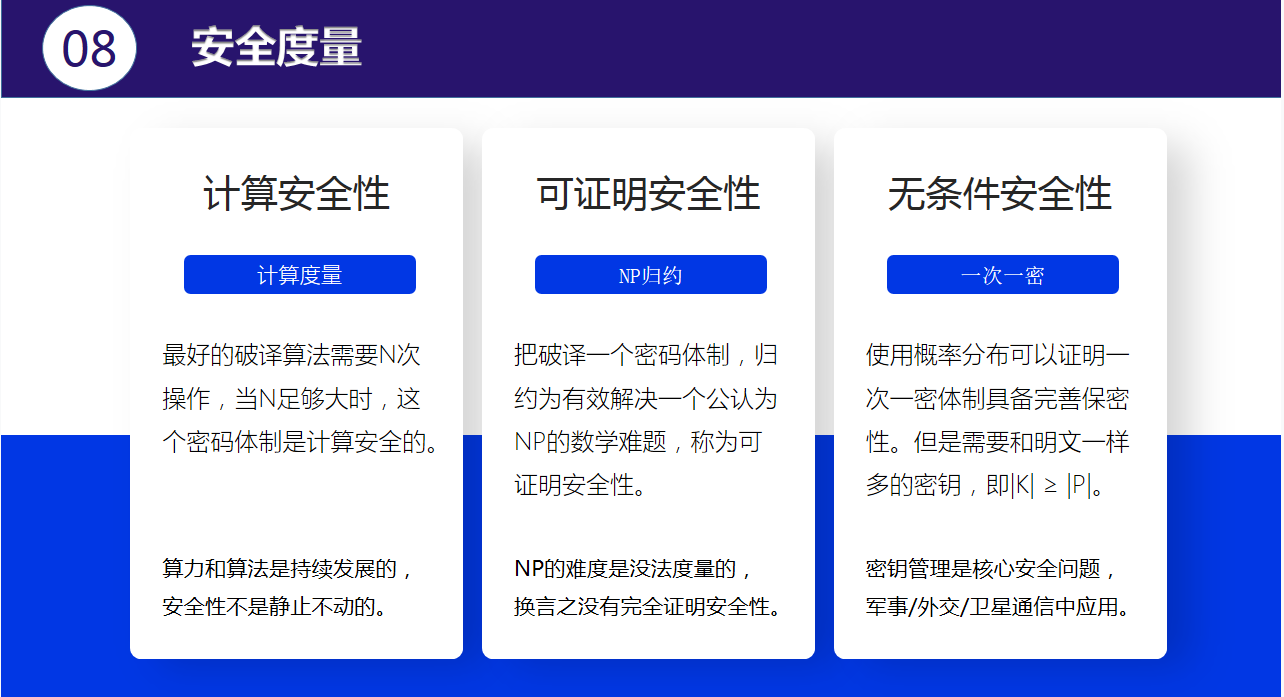 08
安全度量
计算安全性
计算度量
最好的破译算法需要N次
操作，当N足够大时，这
个密码体制是计算安全的。
算力和算法是持续发展的，
安全性不是静止不动的。
可证明安全性
NP归约
把破译一个密码体制，归
约为有效解决一个公认为
NP的数学难题，称为可
证明安全性。
NP的难度是没法度量的，
换言之没有完全证明安全性。
无条件安全性
一次一密
使用概率分布可以证明一
次一密体制具备完善保密
性。但是需要和明文一样
多的密钥，即|K| ≥ |P|。
密钥管理是核心安全问题，
军事/外交/卫星通信中应用。